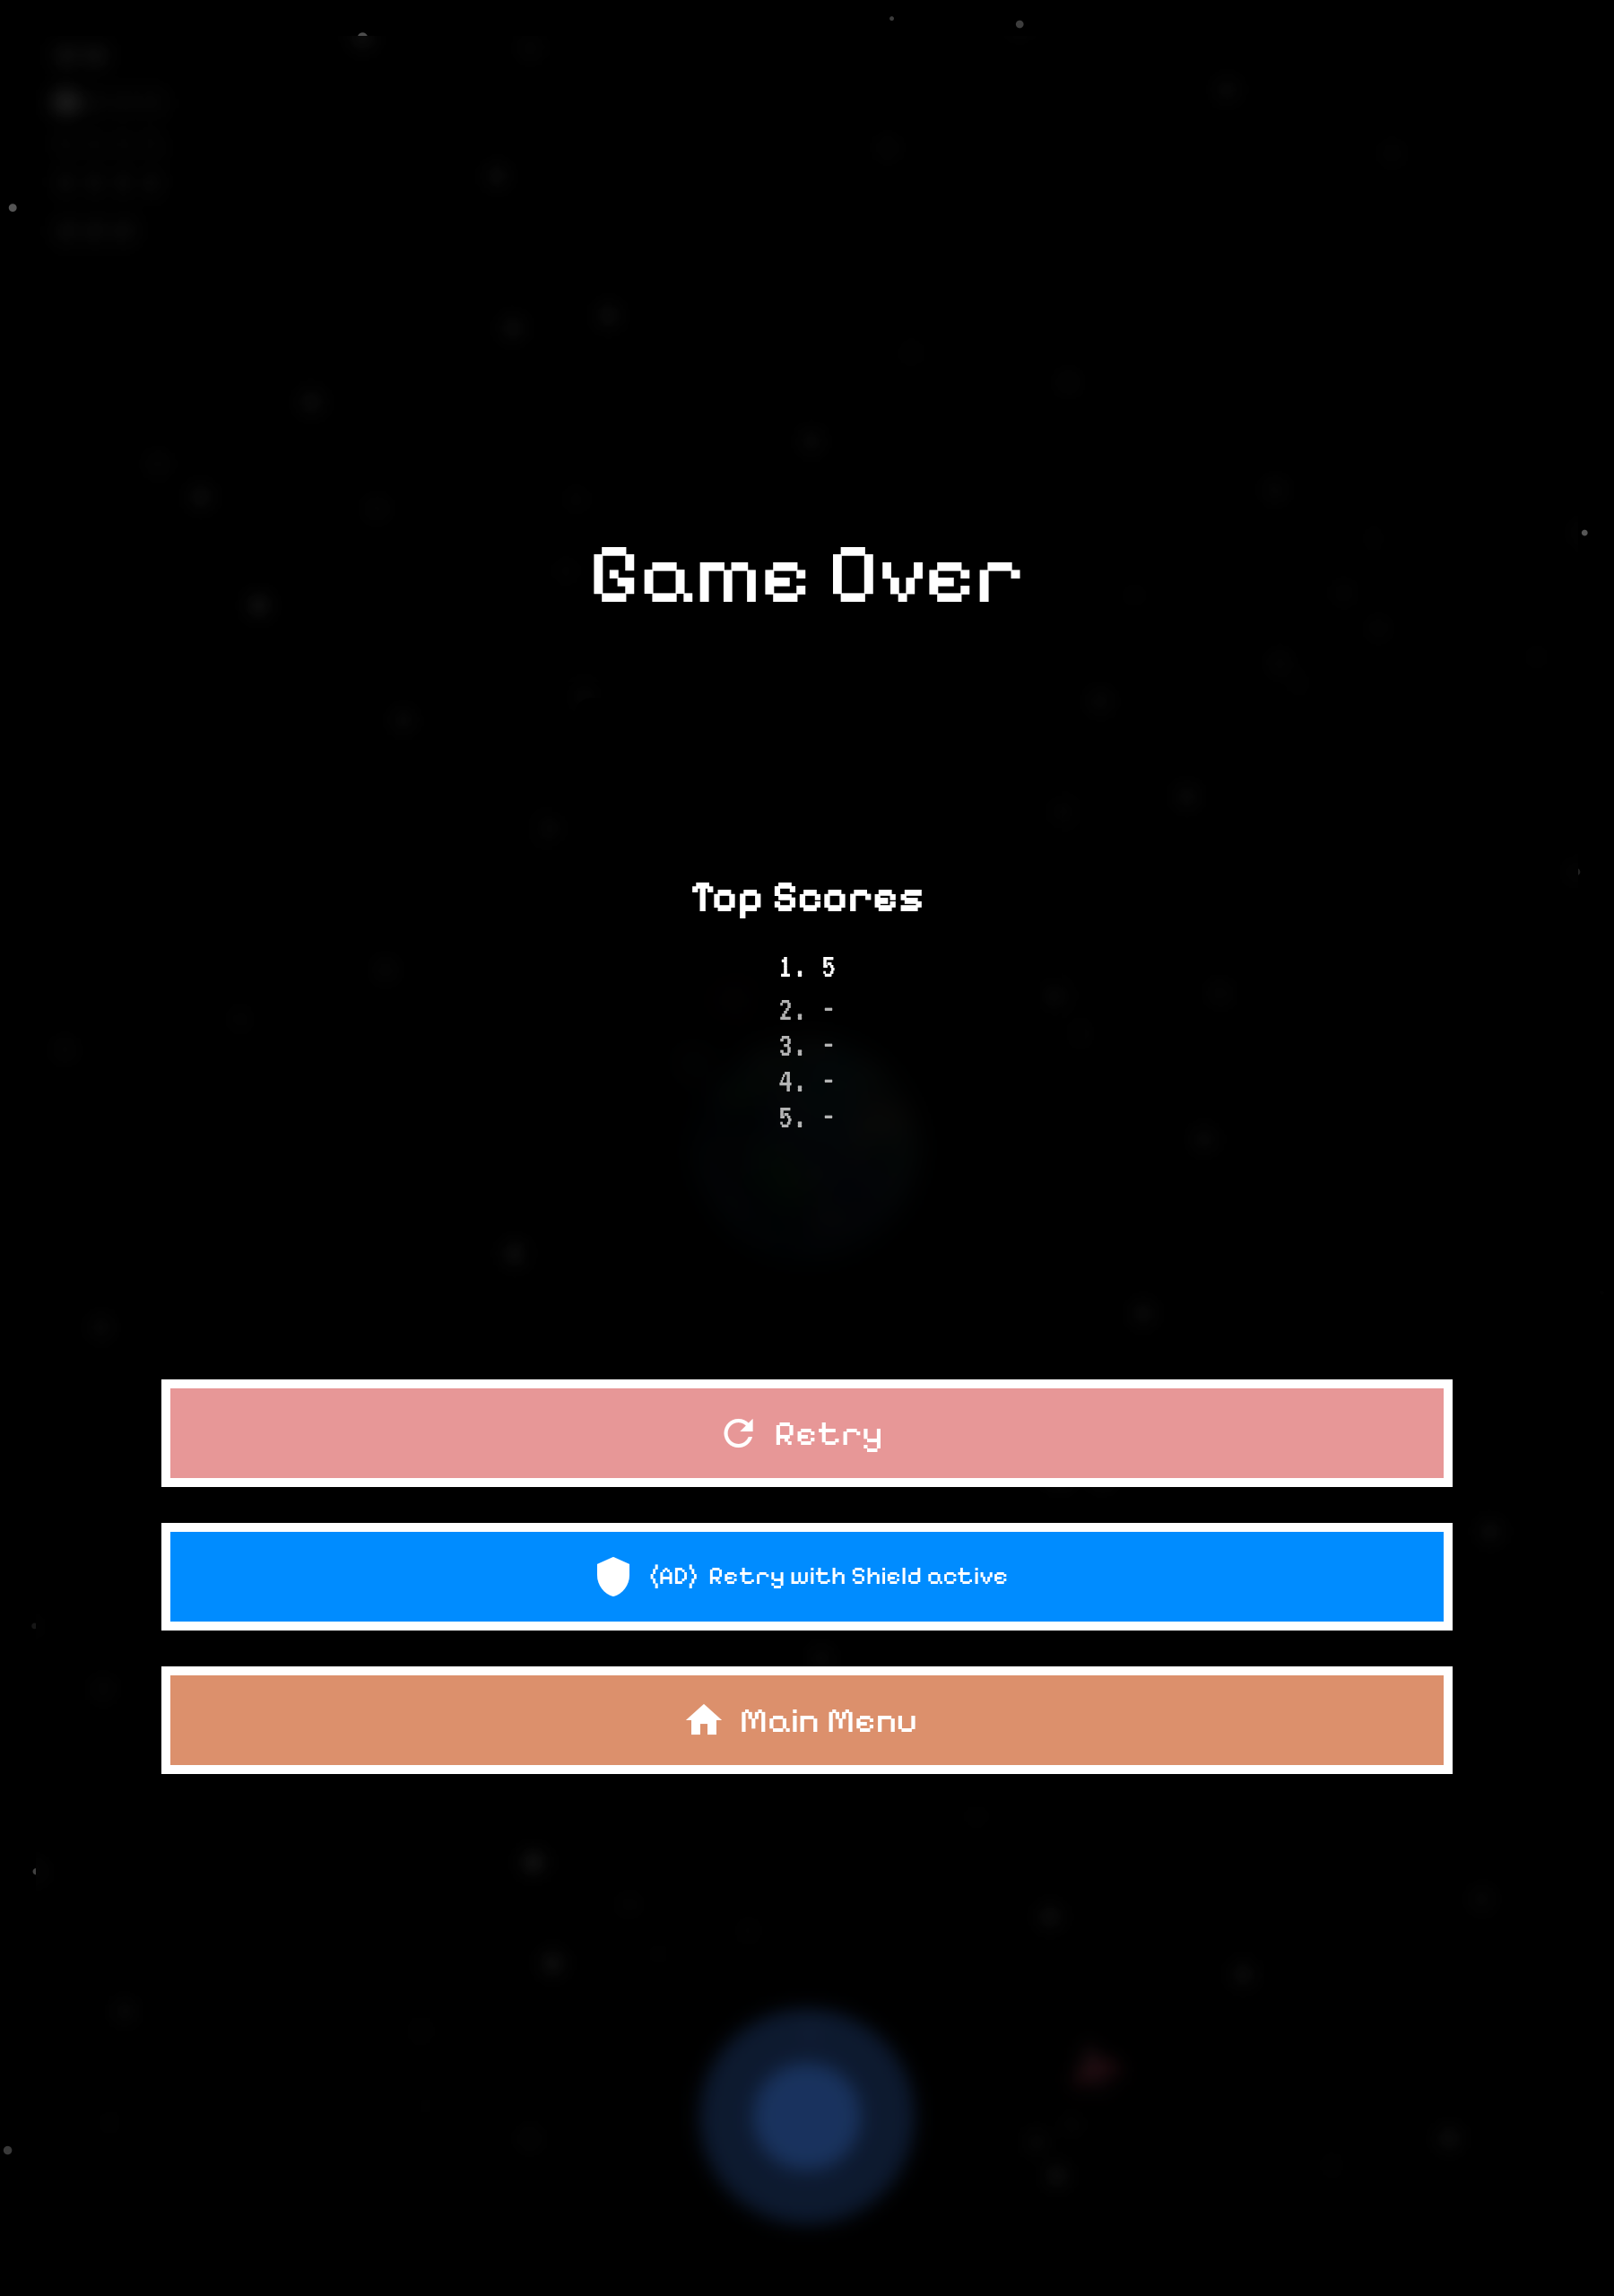 Game Over
Top Scores
1. 5
2. -
3. -
4. -
5. -
Retry
(AD) Retry with Shield active
Main Menu